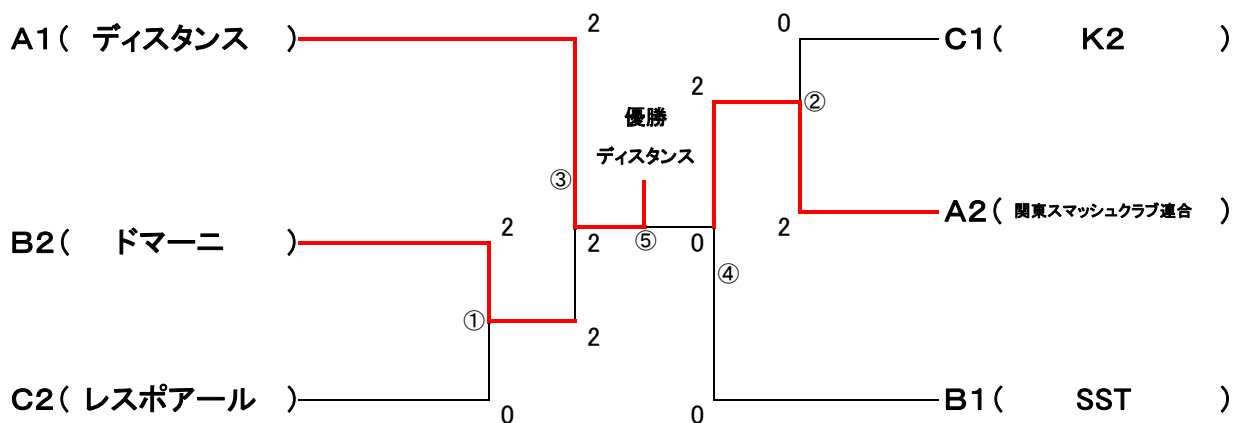 2
0
A1( ディスタンス )
C1( K2 )
2
②
優勝
ディスタンス
③
A2( 関東スマッシュクラブ連合 )
2
2
B2( ドマーニ )
2
⑤
0
④
①
2
C2( レスポアール )
B1( SST )
0
0